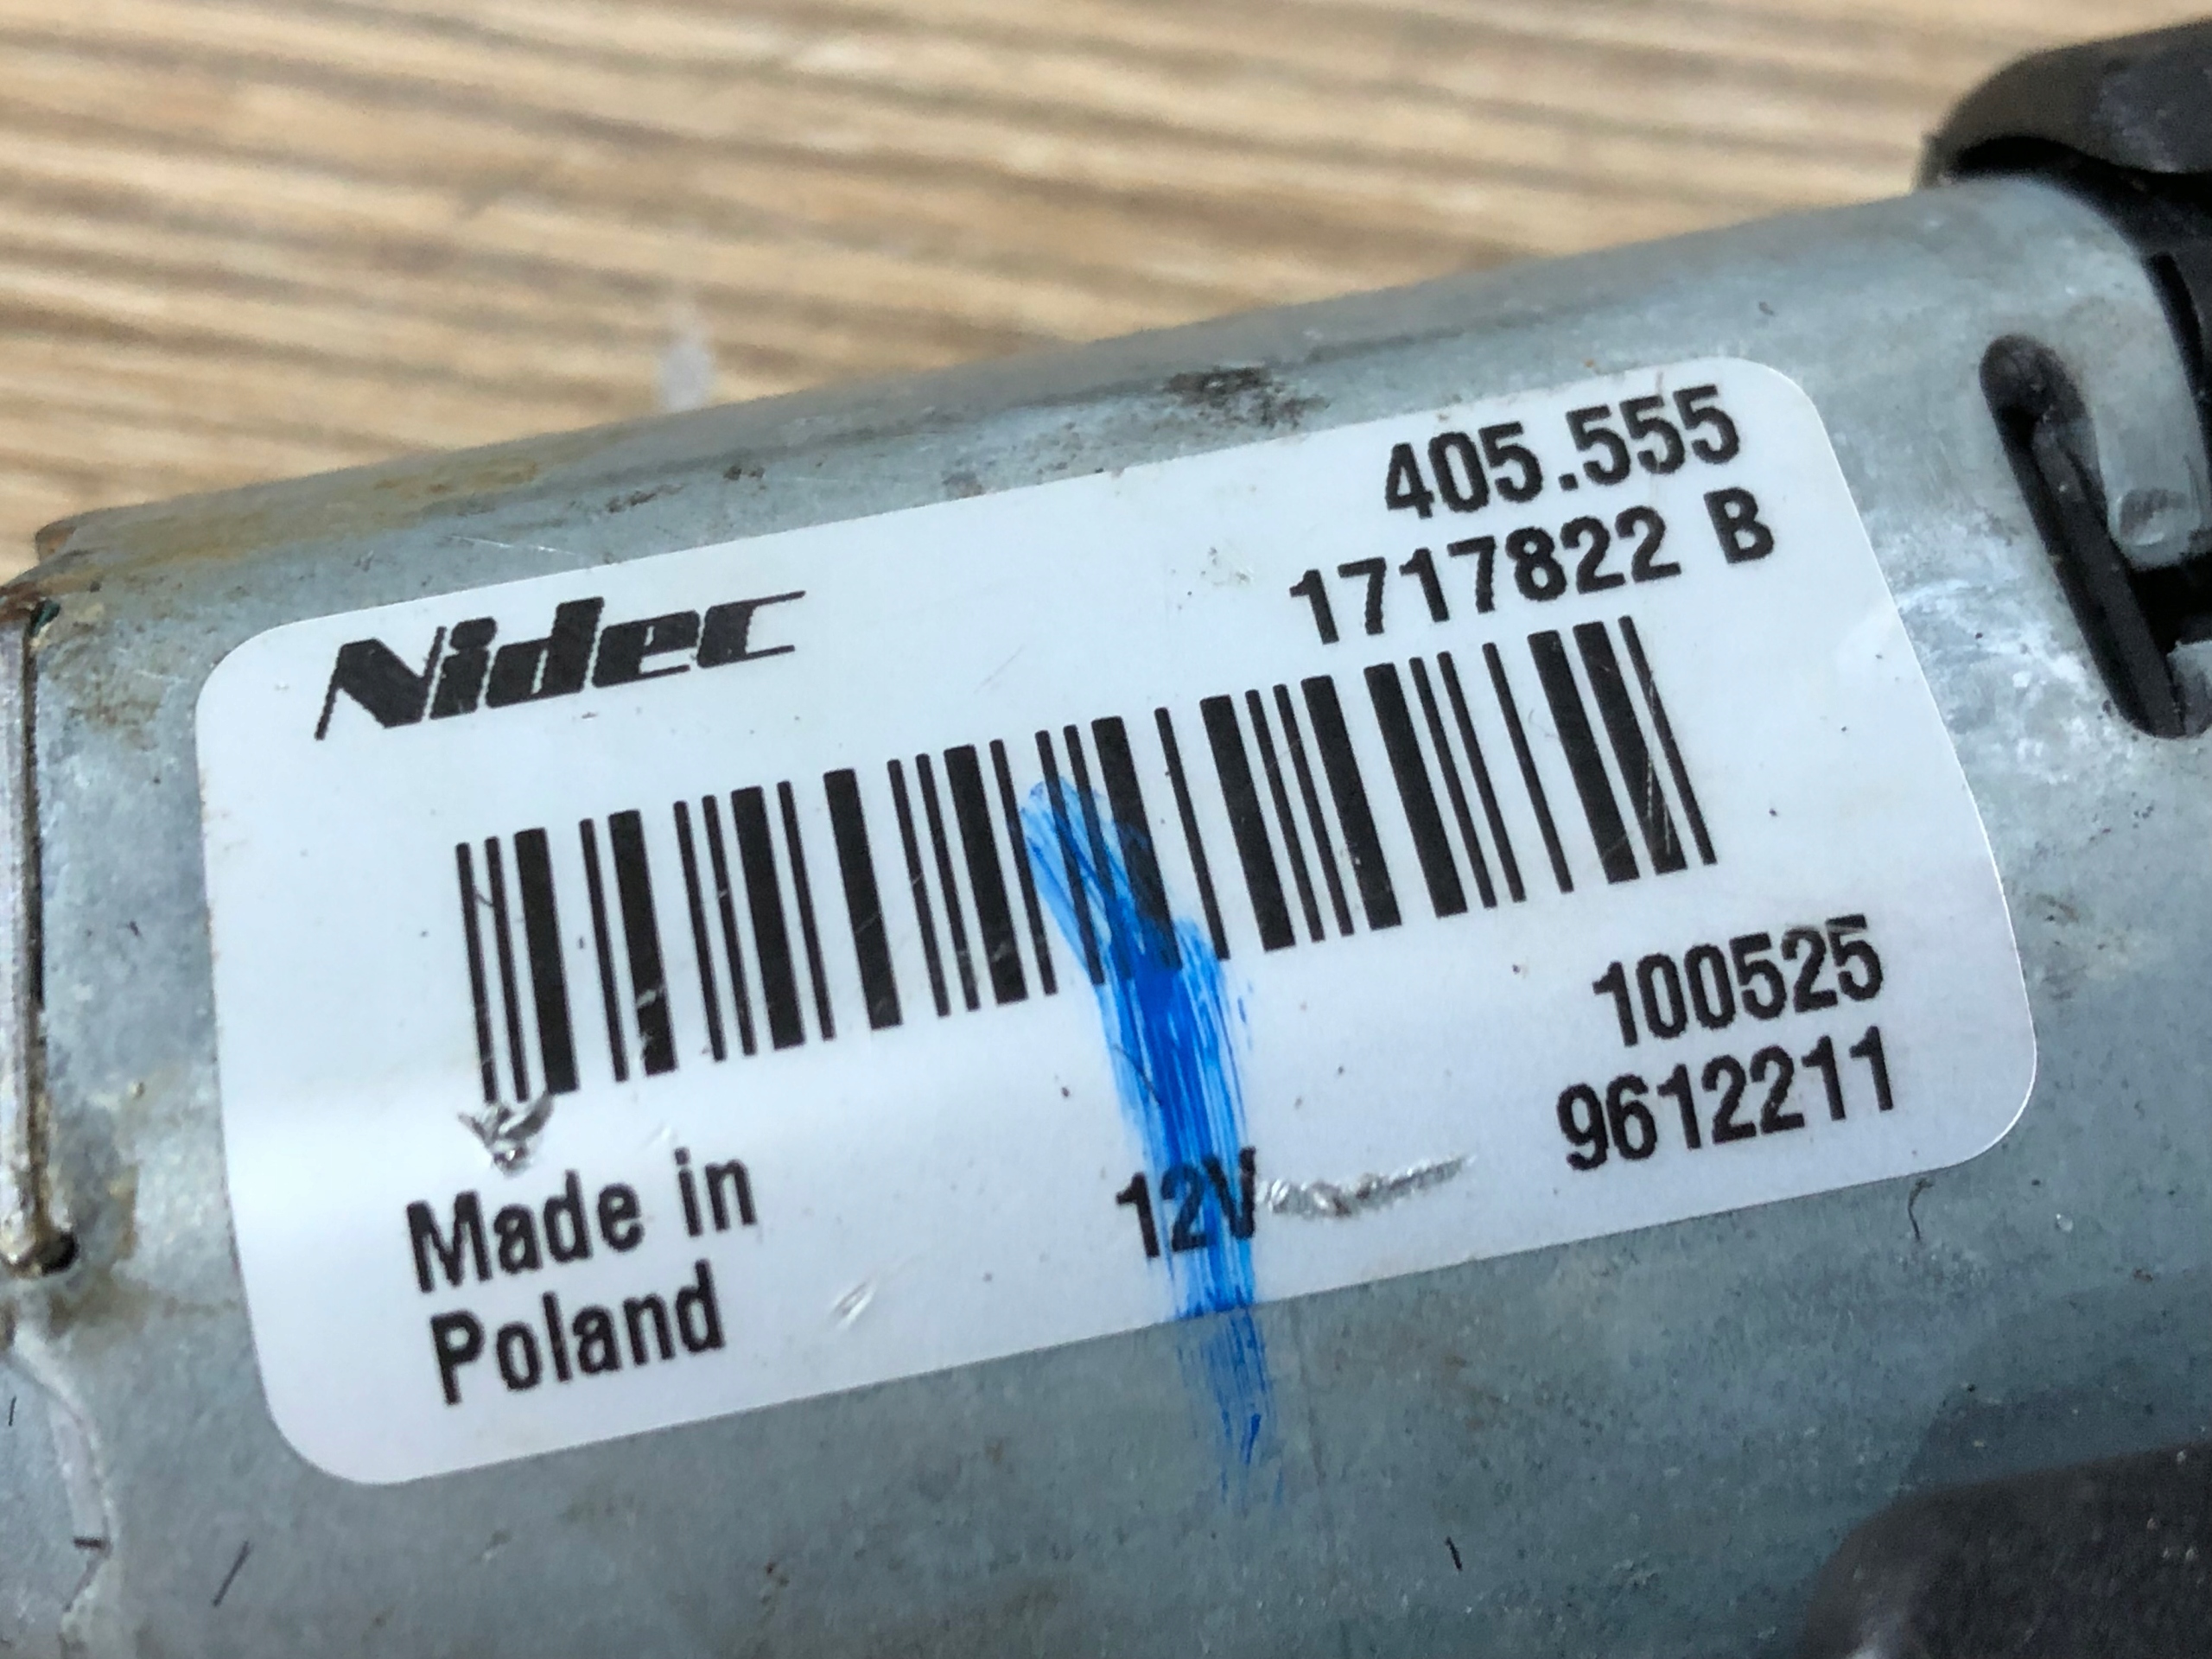 Nidec
405.555
1717822 B
100525
9612211
Made in
Poland
12V